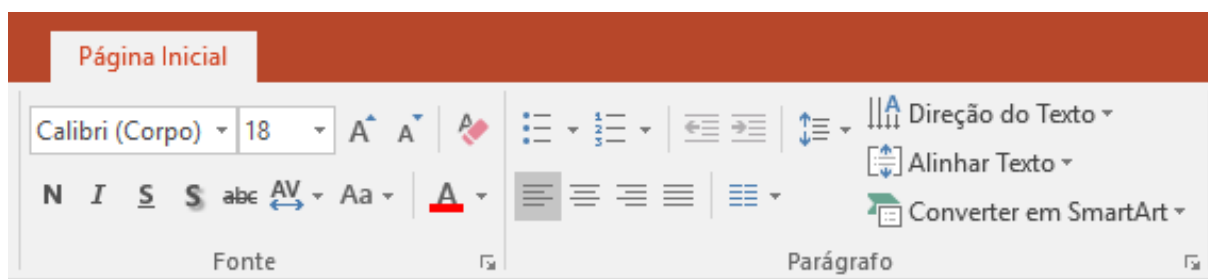 Página Inicial
Calibri (Corpo) 18 A A
Direção do Texto
Alinhar Texto
N I S S abc AV Aa A
Converter em SmartArt
Fonte
Parágrafo